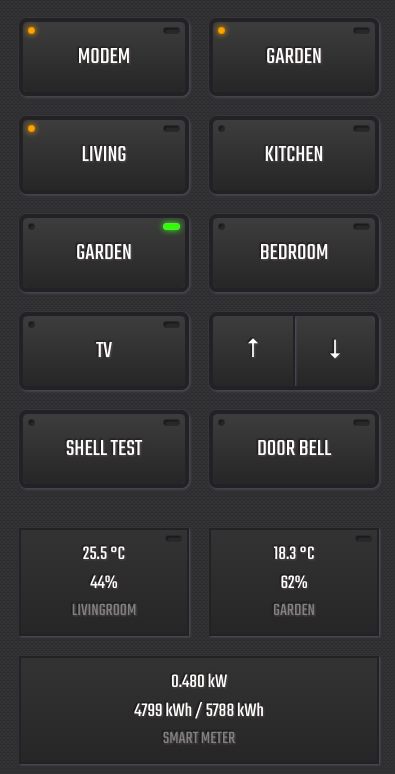 MODEM
GARDEN
LIVING
KITCHEN
GARDEN
BEDROOM
TV
↑ ↓
SHELL TEST
DOOR BELL
25.5 °C
44%
LIVINGROOM
18.3 °C
62%
GARDEN
0.480 kW
4799 kWh / 5788 kWh
SMART METER